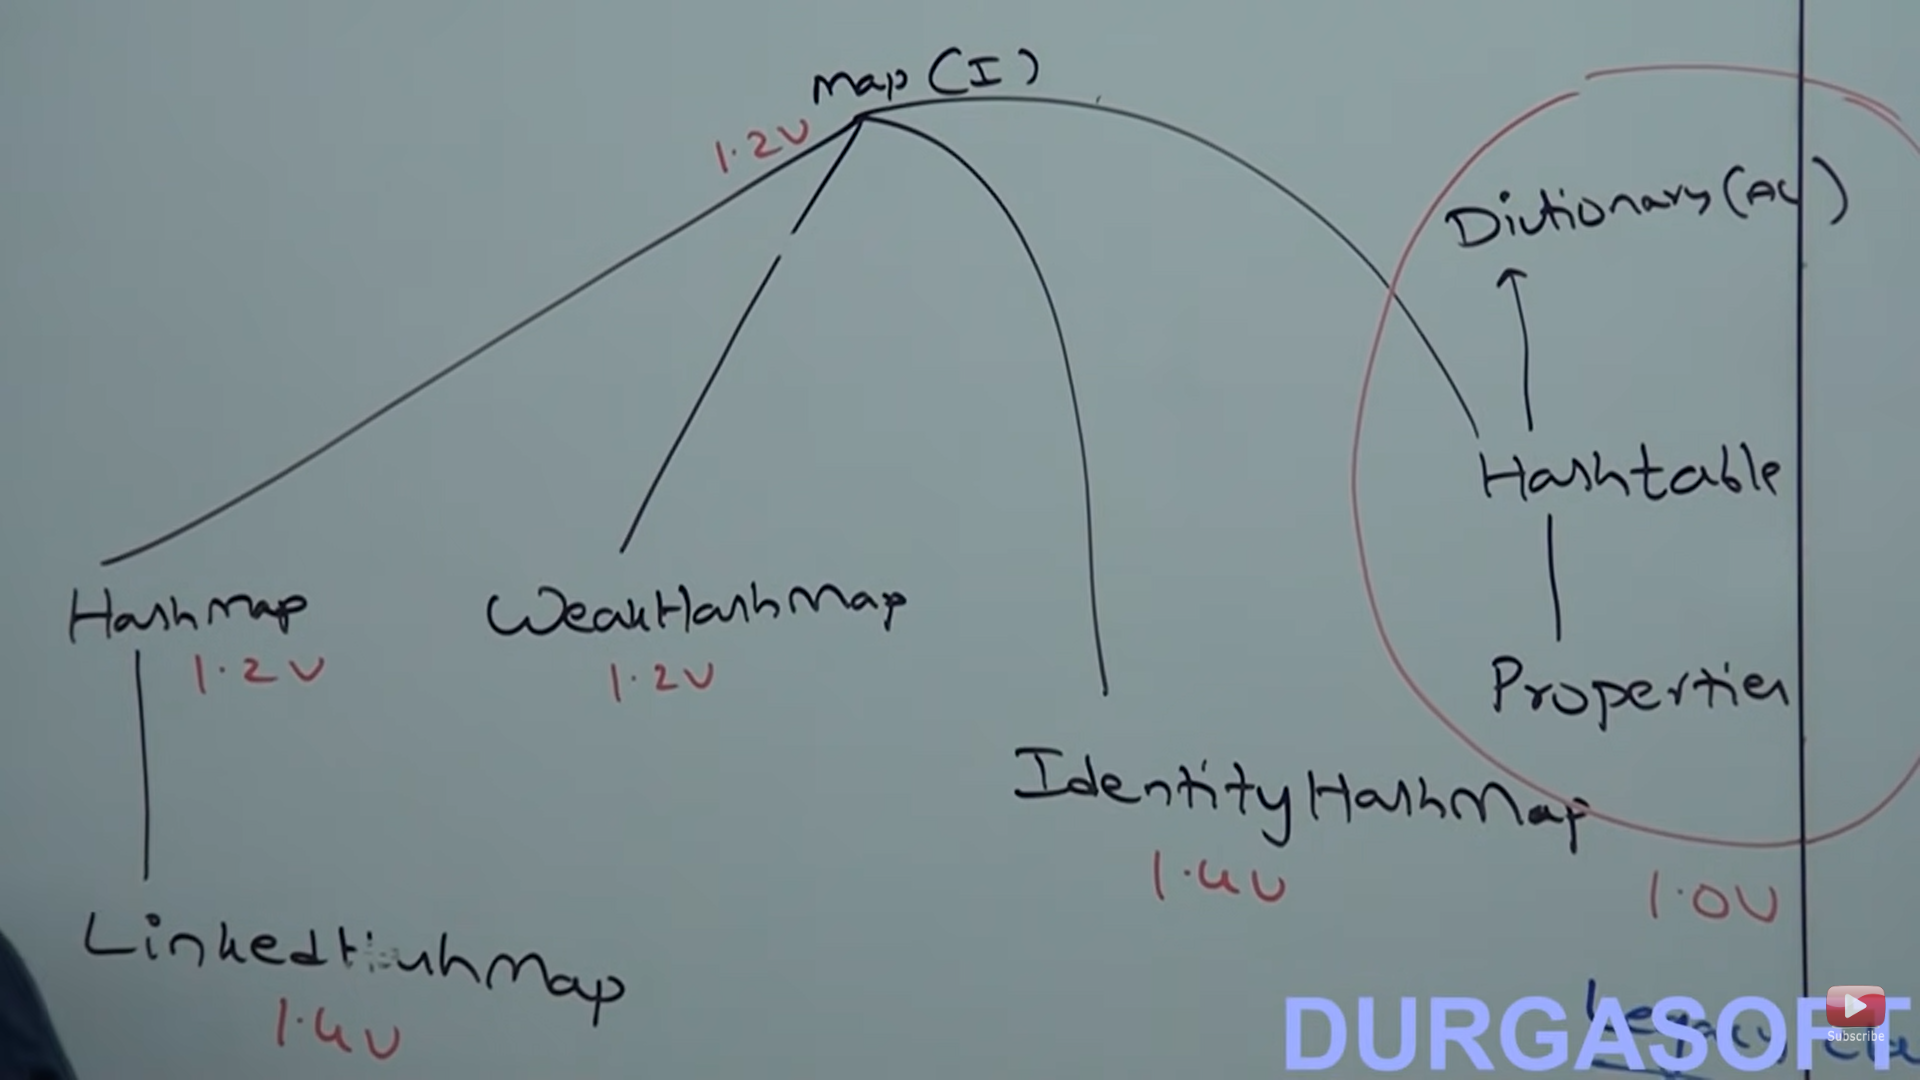 Map (I)
1.2V
Dictionary (AC)
Hashtable
HashMap
1.2V
WeakHashMap
1.2V
Properties
IdentityHashMap
1.4V
1.0V
LinkedHashMap
1.4V
Legacy
DURGASOFT
Subscribe